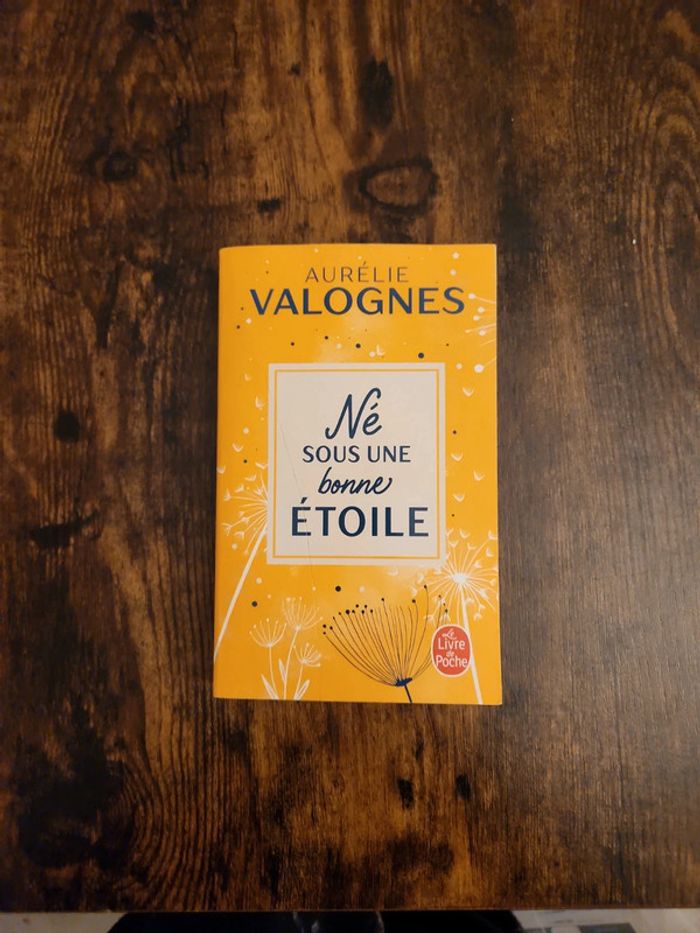 AURÉLIE
VALOGNES
Né
SOUS UNE
bonne
ÉTOILE
Le
Livre
de
Poche